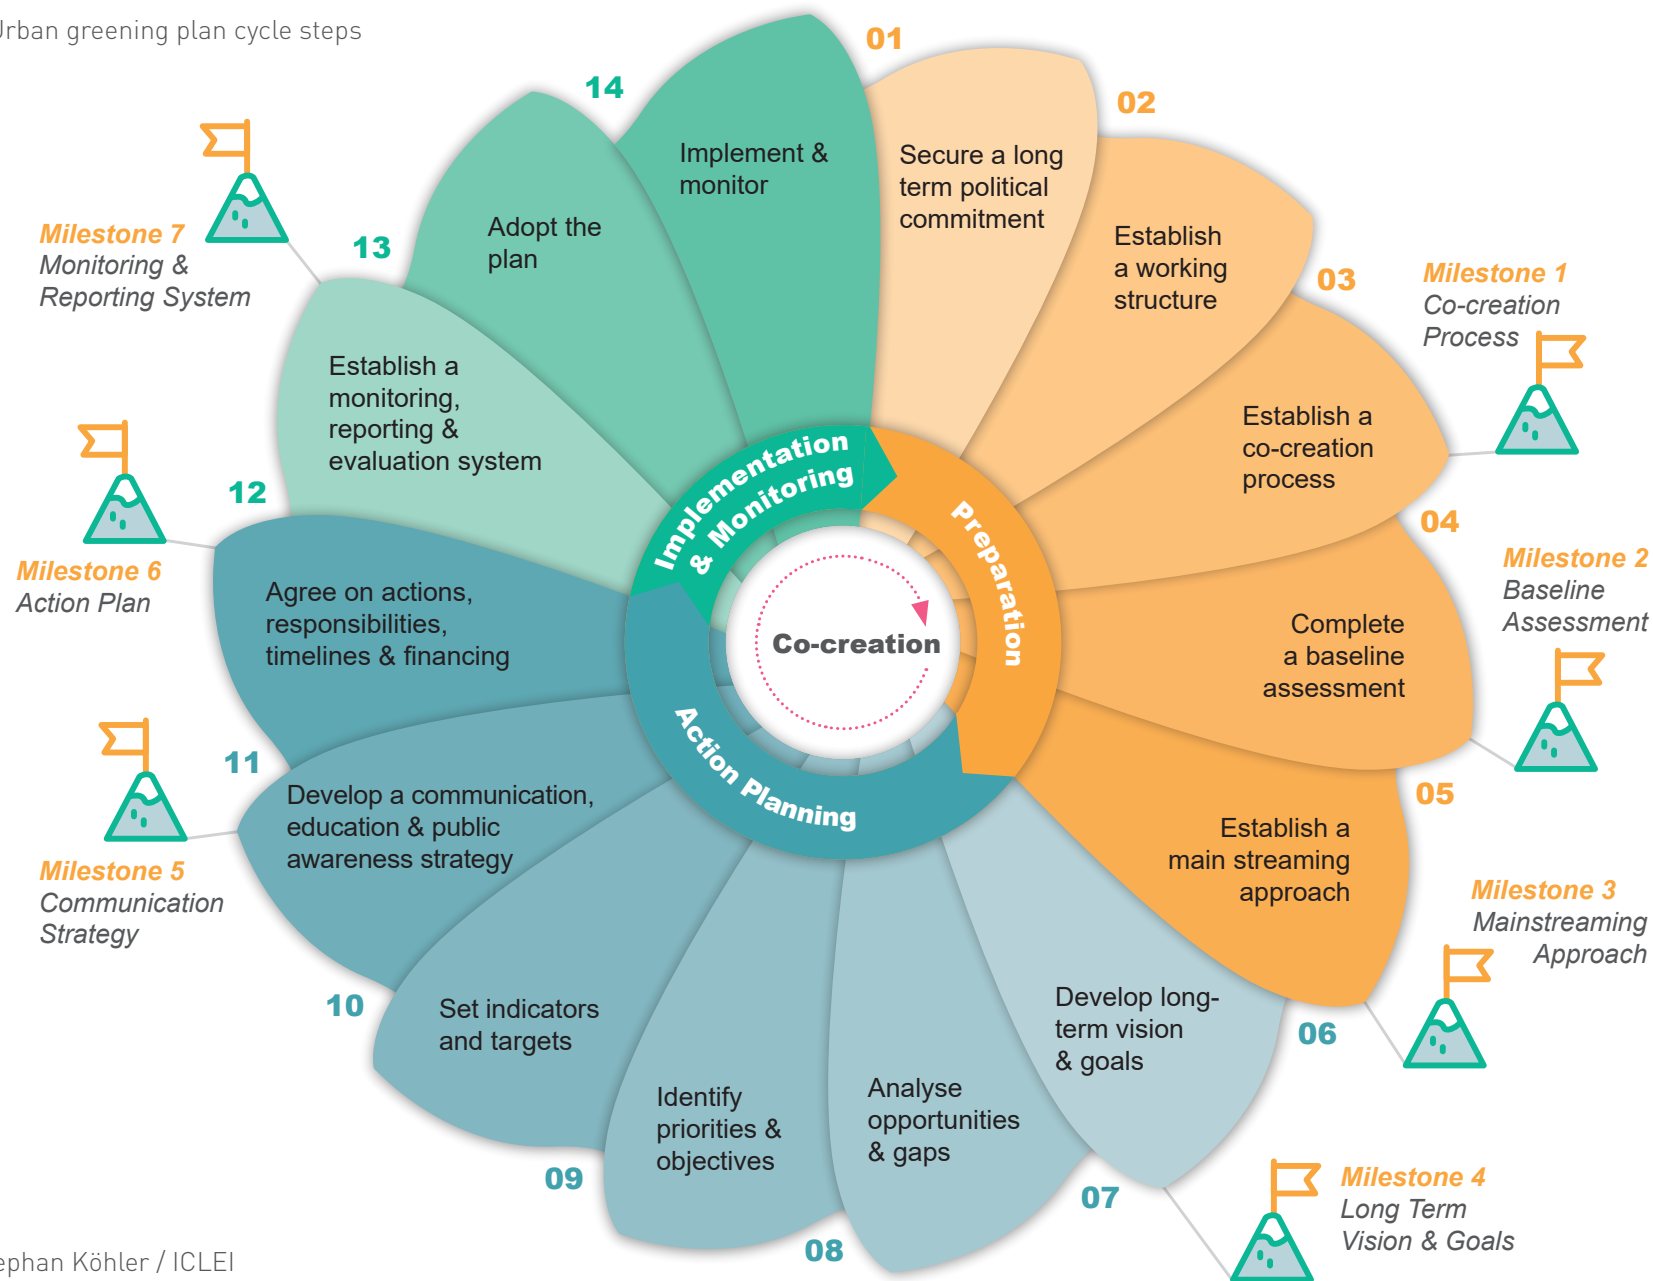 Urban greening plan cycle steps
01
Secure a long
term political
commitment
02
Establish
a working
structure
03
Establish a
co-creation
process
Milestone 1
Co-creation
Process
04
Complete
a baseline
assessment
Milestone 2
Baseline
Assessment
05
Establish a
main streaming
approach
Milestone 3
Mainstreaming
Approach
06
Develop long-
term vision
& goals
Milestone 4
Long Term
Vision & Goals
07
Analyse
opportunities
& gaps
08
Identify
priorities &
objectives
09
Set indicators
and targets
10
Develop a communication,
education & public
awareness strategy
Milestone 5
Communication
Strategy
11
Agree on actions,
responsibilities,
timelines & financing
Milestone 6
Action Plan
12
Establish a
monitoring,
reporting &
evaluation system
Milestone 7
Monitoring &
Reporting System
13
Adopt the
plan
14
Implement &
monitor
Implementation
& Monitoring
Preparation
Action Planning
Co-creation
ephan Köhler / ICLEI